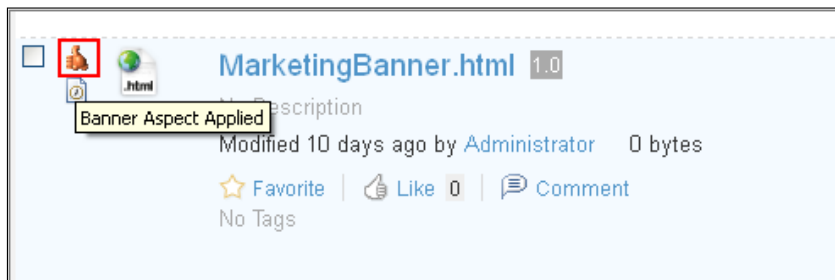 MarketingBanner.html 1.0
.html
Description
Banner Aspect Applied
Modified 10 days ago by Administrator 0 bytes
Favorite | Like 0 | Comment
No Tags